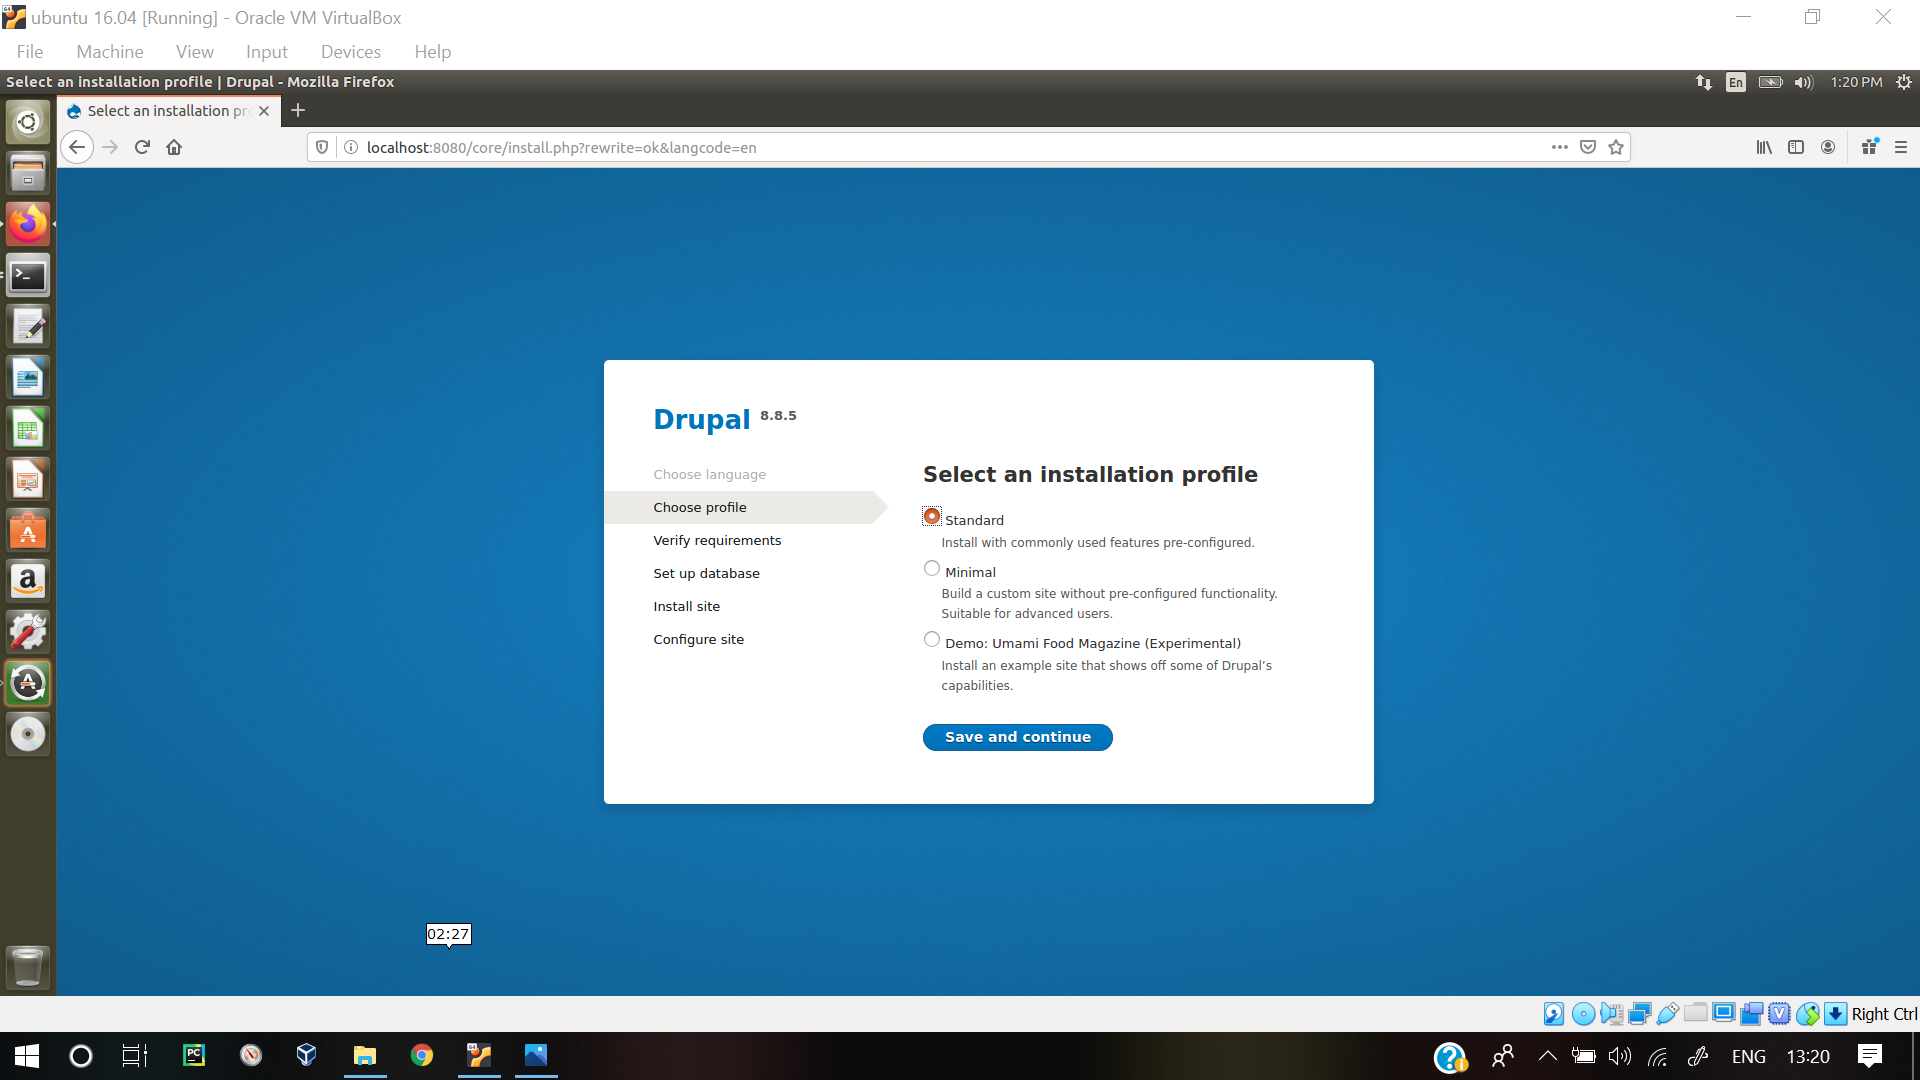 ubuntu 16.04 [Running] - Oracle VM VirtualBox
File Machine View Input Devices Help
Select an installation profile | Drupal - Mozilla Firefox
En
1:20 PM
Select an installation pro
localhost:8080/core/install.php?rewrite=ok&langcode=en
Drupal 8.8.5
Choose language
Choose profile
Verify requirements
Set up database
Install site
Configure site
Select an installation profile
Standard
Install with commonly used features pre-configured.
Minimal
Build a custom site without pre-configured functionality.
Suitable for advanced users.
Demo: Umami Food Magazine (Experimental)
Install an example site that shows off some of Drupal’s
capabilities.
Save and continue
02:27
Right Ctrl
ENG
13:20